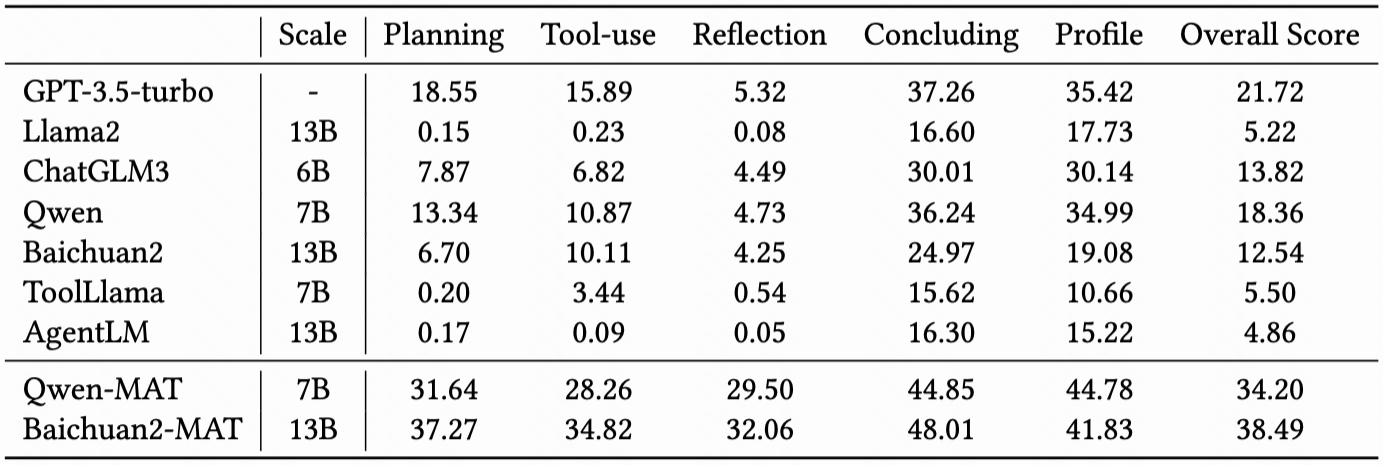 Scale Planning Tool-use Reflection Concluding Profile Overall Score
GPT-3.5-turbo - 18.55 15.89 5.32 37.26 35.42 21.72
Llama2 13B 0.15 0.23 0.08 16.60 17.73 5.22
ChatGLM3 6B 7.87 6.82 4.49 30.01 30.14 13.82
Qwen 7B 13.34 10.87 4.73 36.24 34.99 18.36
Baichuan2 13B 6.70 10.11 4.25 24.97 19.08 12.54
ToolLlama 7B 0.20 3.44 0.54 15.62 10.66 5.50
AgentLM 13B 0.17 0.09 0.05 16.30 15.22 4.86
Qwen-MAT 7B 31.64 28.26 29.50 44.85 44.78 34.20
Baichuan2-MAT 13B 37.27 34.82 32.06 48.01 41.83 38.49